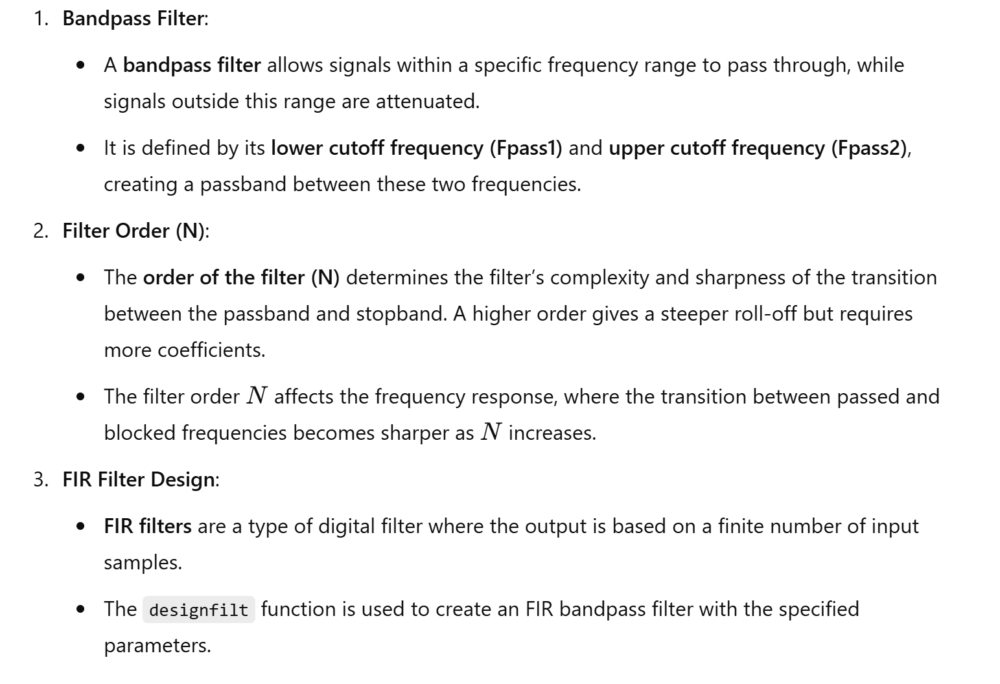 1. Bandpass Filter:
• A bandpass filter allows signals within a specific frequency range to pass through, while
signals outside this range are attenuated.
• It is defined by its lower cutoff frequency (Fpass1) and upper cutoff frequency (Fpass2),
creating a passband between these two frequencies.
2. Filter Order (N):
• The order of the filter (N) determines the filter’s complexity and sharpness of the transition
between the passband and stopband. A higher order gives a steeper roll-off but requires
more coefficients.
• The filter order N affects the frequency response, where the transition between passed and
blocked frequencies becomes sharper as N increases.
3. FIR Filter Design:
• FIR filters are a type of digital filter where the output is based on a finite number of input
samples.
• The designfilt function is used to create an FIR bandpass filter with the specified
parameters.